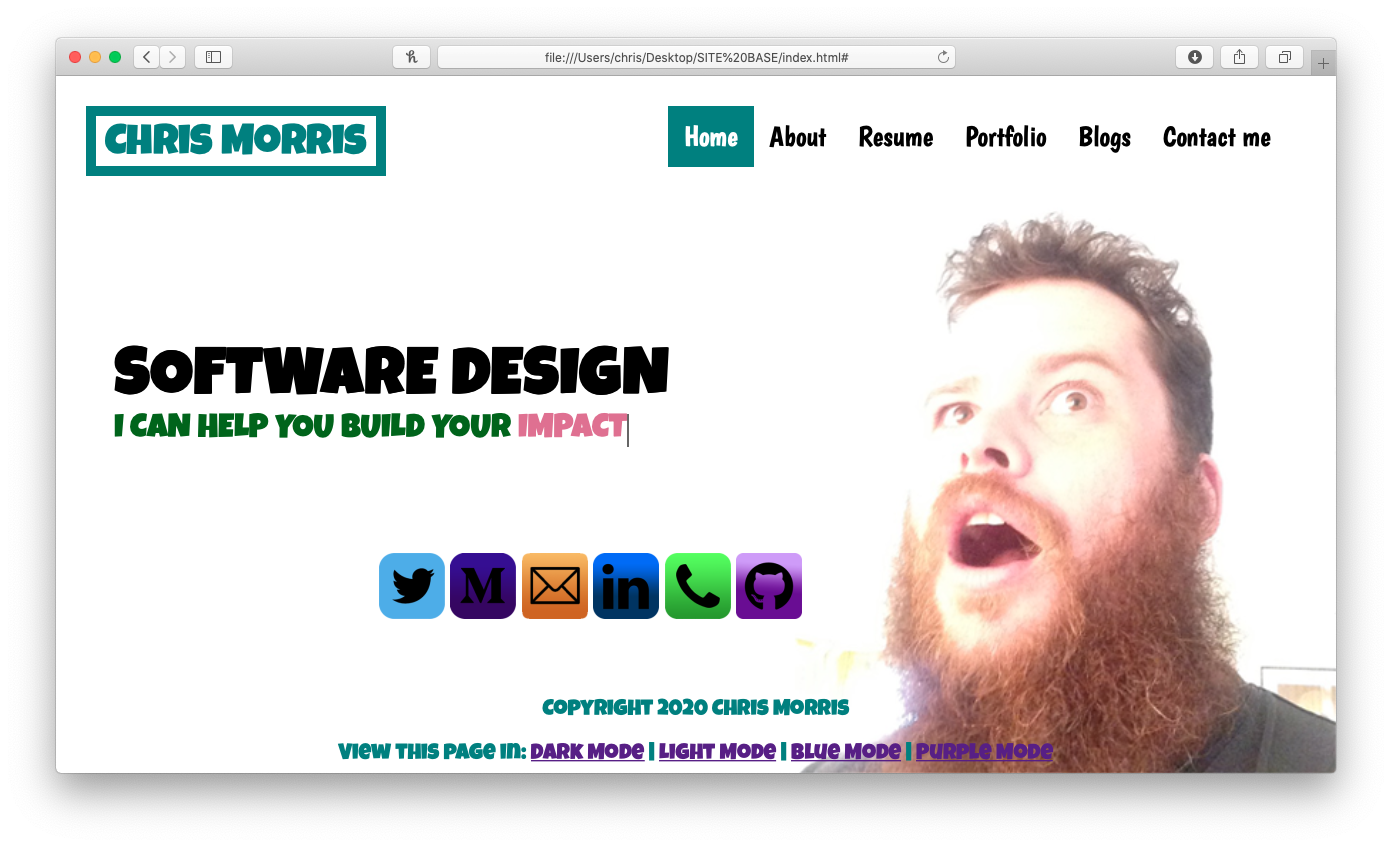 file:///Users/chris/Desktop/SITE%20BASE/index.html#
CHRIS MORRIS
Home About Resume Portfolio Blogs Contact me
SOFTWARE DESIGN
I CAN HELP YOU BUILD YOUR IMPACT
M in
COPYRIGHT 2020 CHRIS MORRIS
VIEW THIS PAGE IN: DARK MODE | LIGHT MODE | BLUE MODE | PURPLE MODE